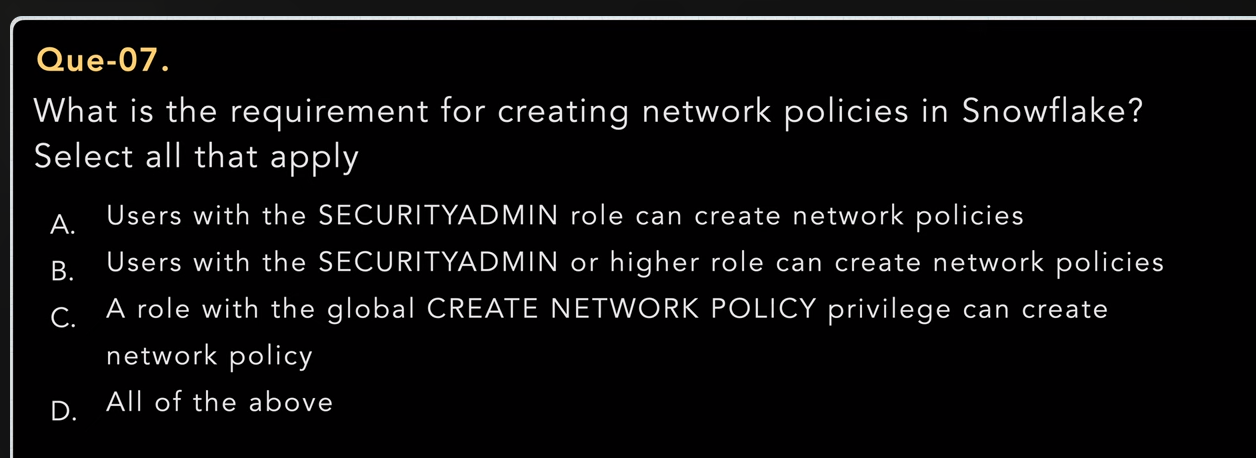 Que-07.
What is the requirement for creating network policies in Snowflake?
Select all that apply
A. Users with the SECURITYADMIN role can create network policies
B. Users with the SECURITYADMIN or higher role can create network policies
C. A role with the global CREATE NETWORK POLICY privilege can create
network policy
D. All of the above